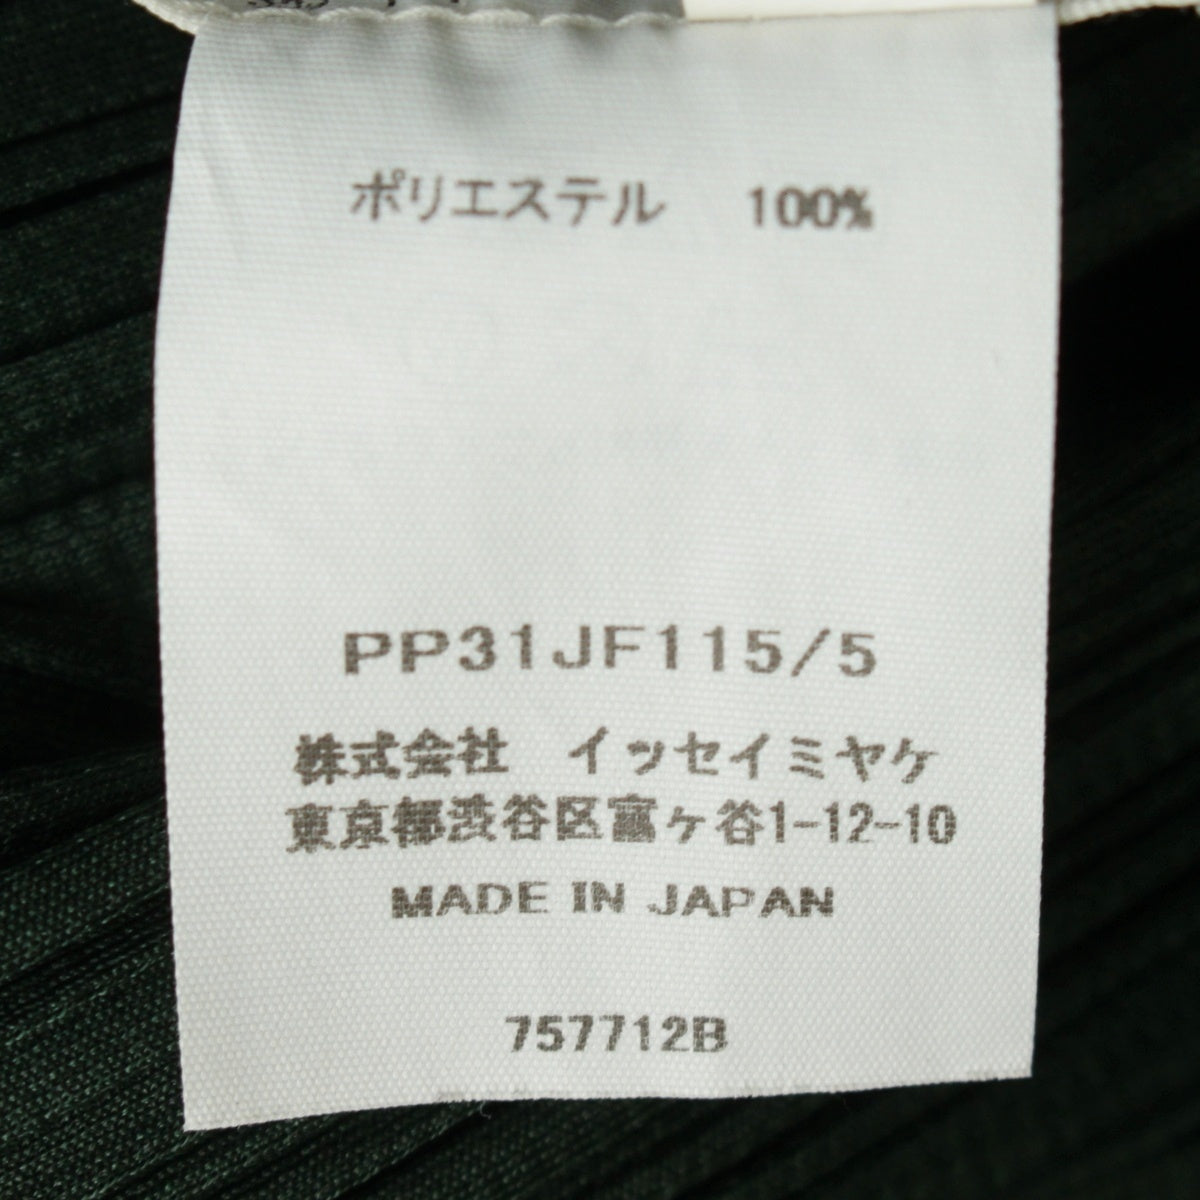 ポリエステル 100%
PP31JF115/5
株式会社 イッセイミヤケ
東京都渋谷区富ヶ谷1-12-10
MADE IN JAPAN
757712B